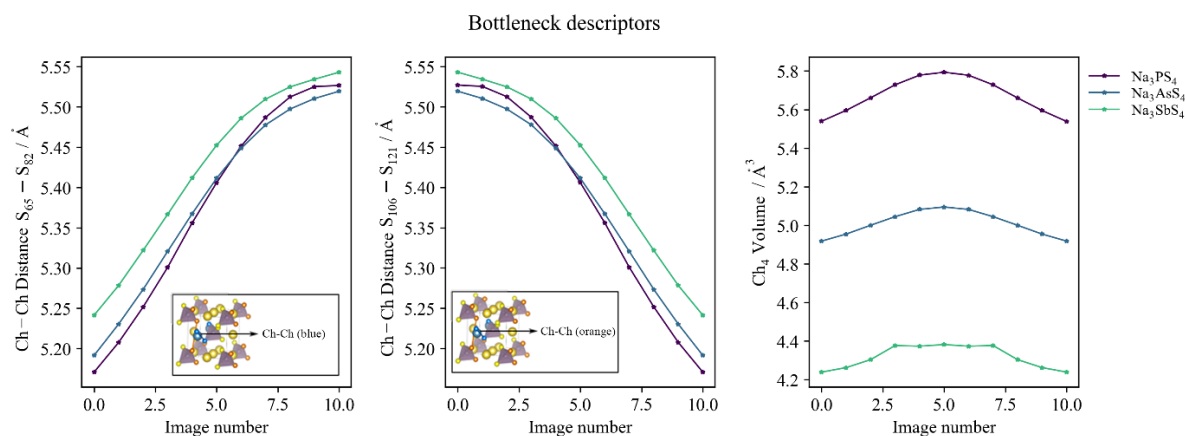 Bottleneck descriptors
Ch – Ch Distance S65 – S82 / Å
5.55
5.50
5.45
5.40
5.35
5.30
5.25
5.20
0.0 2.5 5.0 7.5 10.0
Image number
Ch-Ch (blue)
Ch – Ch Distance S106 – S121 / Å
5.55
5.50
5.45
5.40
5.35
5.30
5.25
5.20
0.0 2.5 5.0 7.5 10.0
Image number
Ch-Ch (orange)
Ch4 Volume / Å3
5.8
5.6
5.4
5.2
5.0
4.8
4.6
4.4
4.2
0.0 2.5 5.0 7.5 10.0
Image number
Na3PS4
Na3AsS4
Na3SbS4